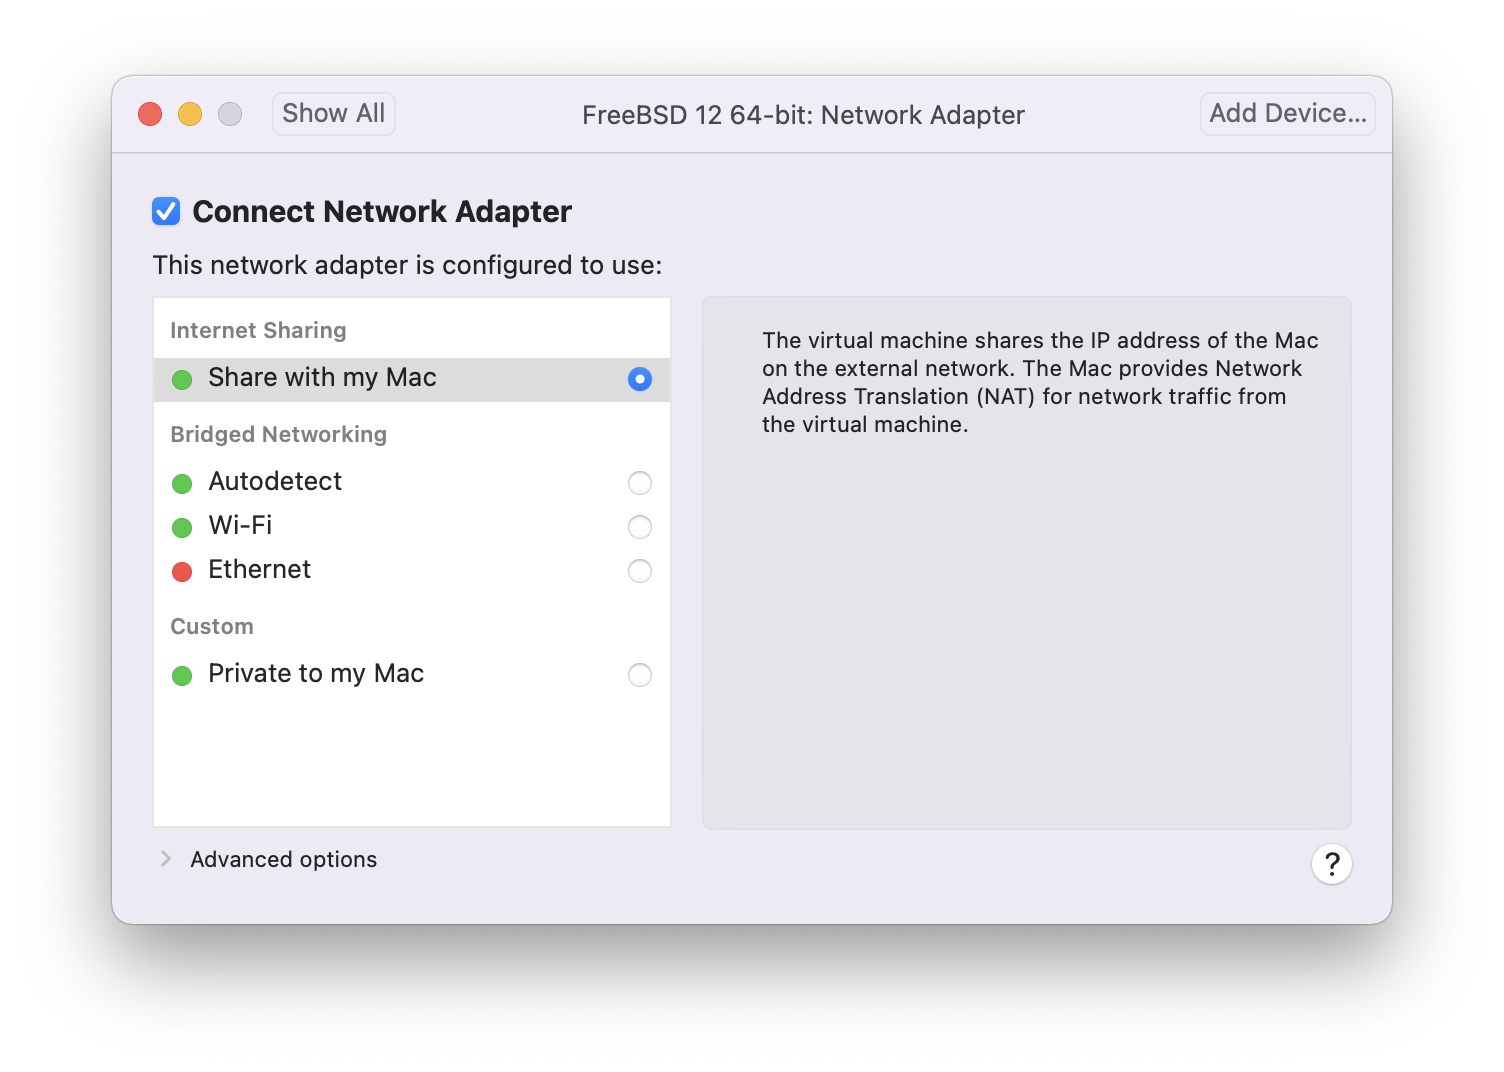 Show All
FreeBSD 12 64-bit: Network Adapter
Add Device...
Connect Network Adapter
This network adapter is configured to use:
Internet Sharing
Share with my Mac
Bridged Networking
Autodetect
Wi-Fi
Ethernet
Custom
Private to my Mac
The virtual machine shares the IP address of the Mac
on the external network. The Mac provides Network
Address Translation (NAT) for network traffic from
the virtual machine.
Advanced options
?